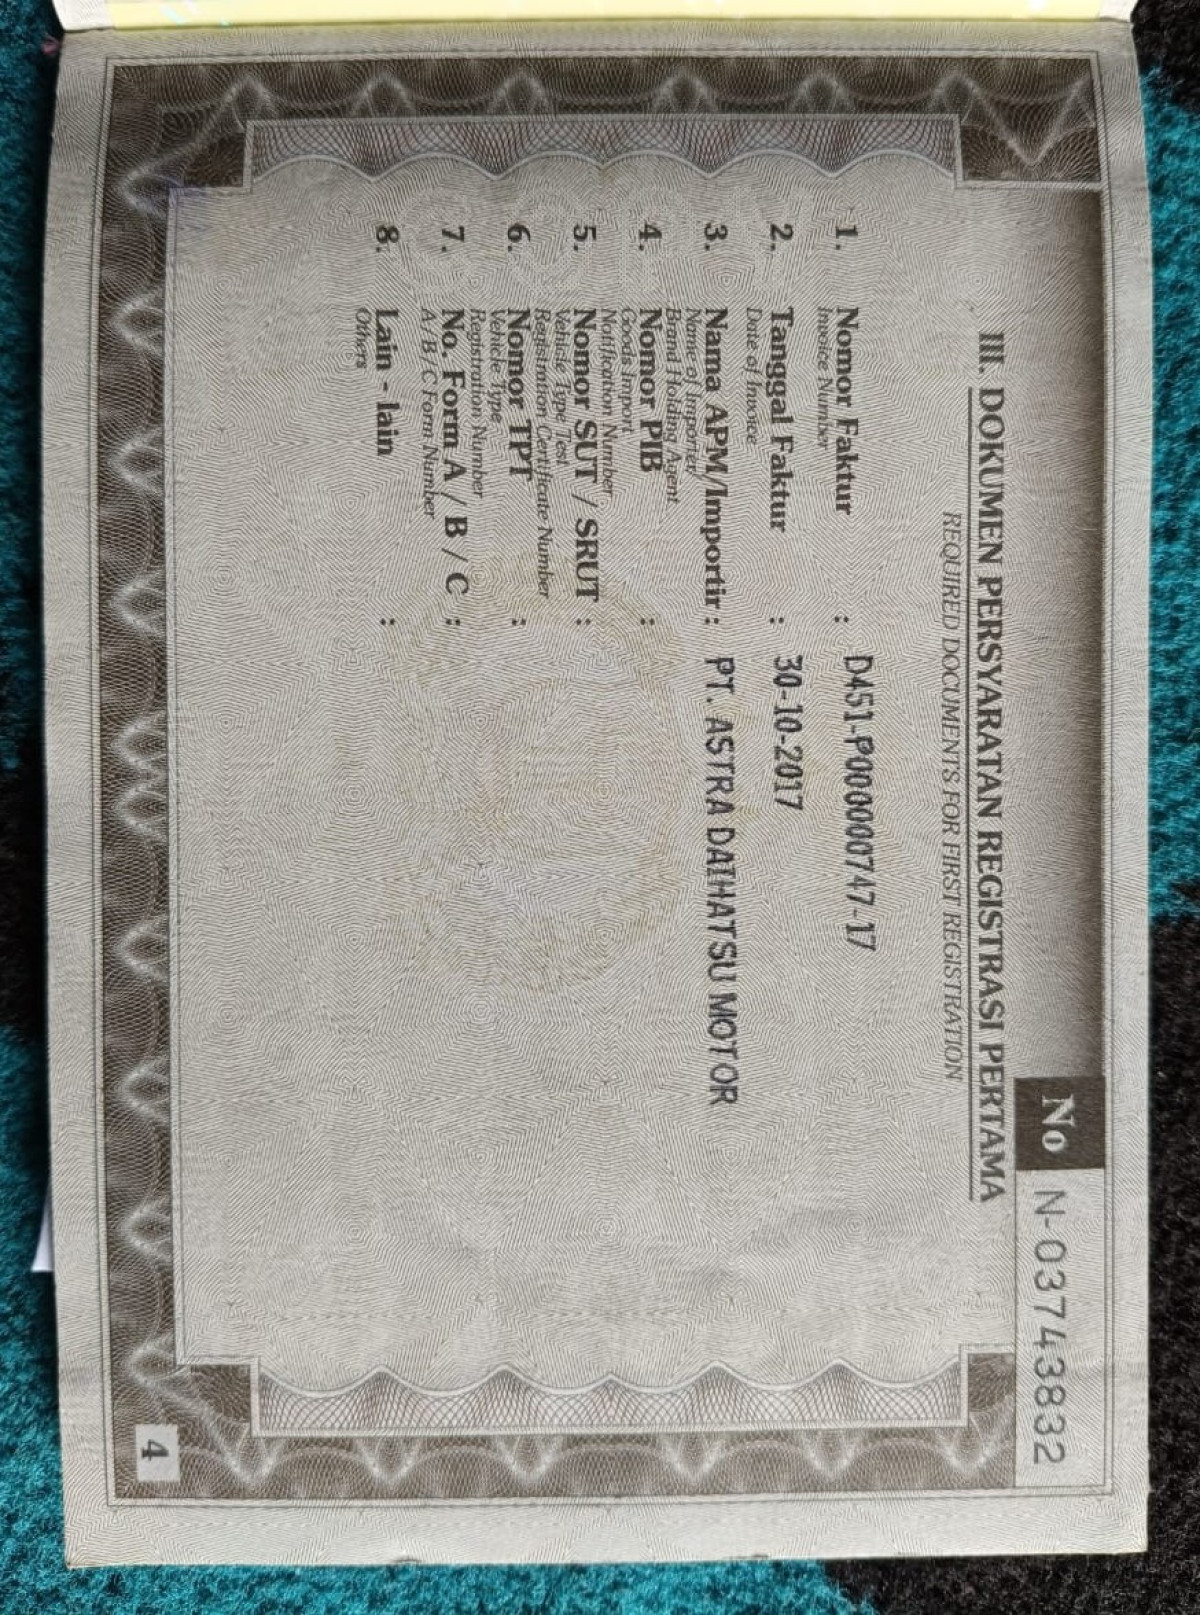 No N-03743832
III. DOKUMEN PERSYARATAN REGISTRASI PERTAMA
REQUIRED DOCUMENTS FOR FIRST REGISTRATION
1. Nomor Faktur : D451-P000000747-17
Invoice Number
2. Tanggal Faktur : 30-10-2017
Date of Invoice
3. Nama APM/Importir : PT. ASTRA DAIHATSU MOTOR
Name of Importer/
Brand Holding Agent
4. Nomor PIB :
Goods Import
Notification Number
5. Nomor SUT / SRUT :
Vehicle Type Test
Registration Certificate Number
6. Nomor TPT :
Vehicle Type
Registration Number
7. No. Form A / B / C :
A / B / C Form Number
8. Lain - lain :
Others
4